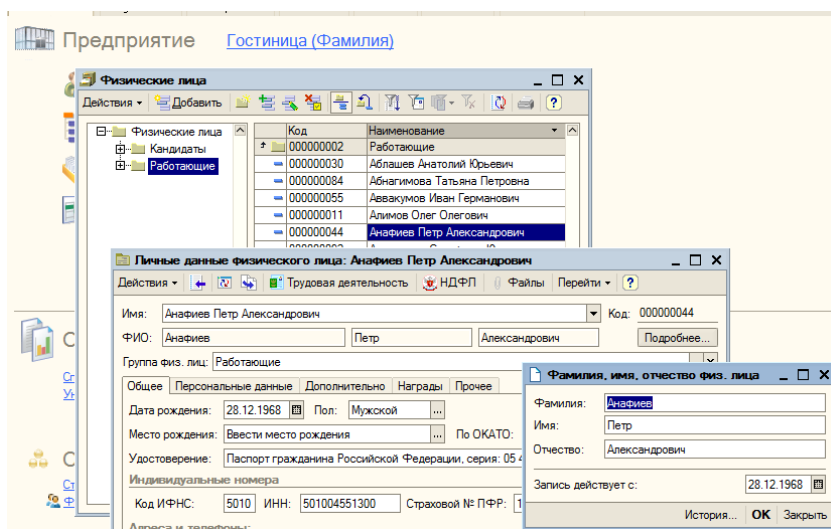 Предприятие Гостиница (Фамилия)
Физические лица
Действия Добавить
Физические лица
Кандидаты
Работающие
Код Наименование
000000002 Работающие
000000030 Аблашев Анатолий Юрьевич
000000084 Абнагимова Татьяна Петровна
000000055 Аввакумов Иван Германович
000000011 Алимов Олег Олегович
000000044 Анафиев Петр Александрович
Личные данные физического лица: Анафиев Петр Александрович
Действия Трудовая деятельность НДФЛ Файлы Перейти
Имя: Анафиев Петр Александрович Код: 000000044
ФИО: Анафиев Петр Александрович Подробнее...
Группа физ. лиц: Работающие
Общее Персональные данные Дополнительно Награды Прочее
Дата рождения: 28.12.1968 Пол: Мужской ...
Место рождения: Ввести место рождения ... По ОКАТО:
Удостоверение: Паспорт гражданина Российской Федерации, серия: 05 4
Индивидуальные номера
Код ИФНС: 5010 ИНН: 501004551300 Страховой № ПФР: 1
Адреса и телефоны:
Фамилия, имя, отчество физ. лица
Фамилия: Анафиев
Имя: Петр
Отчество: Александрович
Запись действует с: 28.12.1968
История... OK Закрыть
С
Сп
Ун
С
Ст
Ф